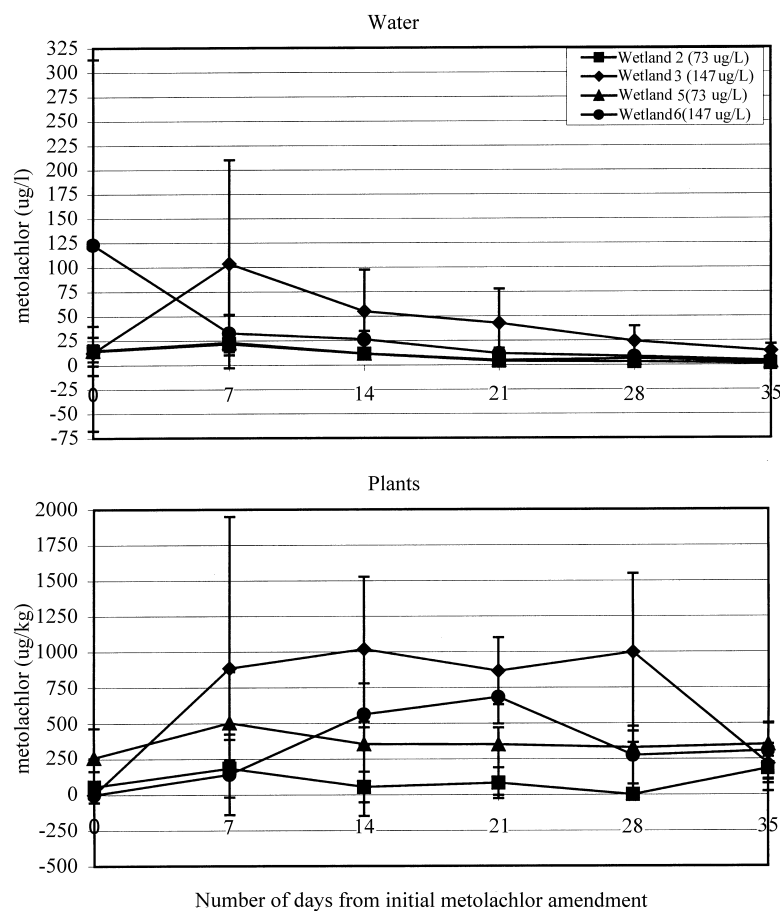 Water
325
300
275
250
225
200
175
150
125
100
75
50
25
0
-25
-50
-75
metolachlor (ug/l)
Wetland 2 (73 ug/L)
Wetland 3 (147 ug/L)
Wetland 5(73 ug/L)
Wetland6(147 ug/L)
0 7 14 21 28 35
Plants
2000
1750
1500
1250
1000
750
500
250
0
-250
-500
metolachlor (ug/kg)
0 7 14 21 28 35
Number of days from initial metolachlor amendment